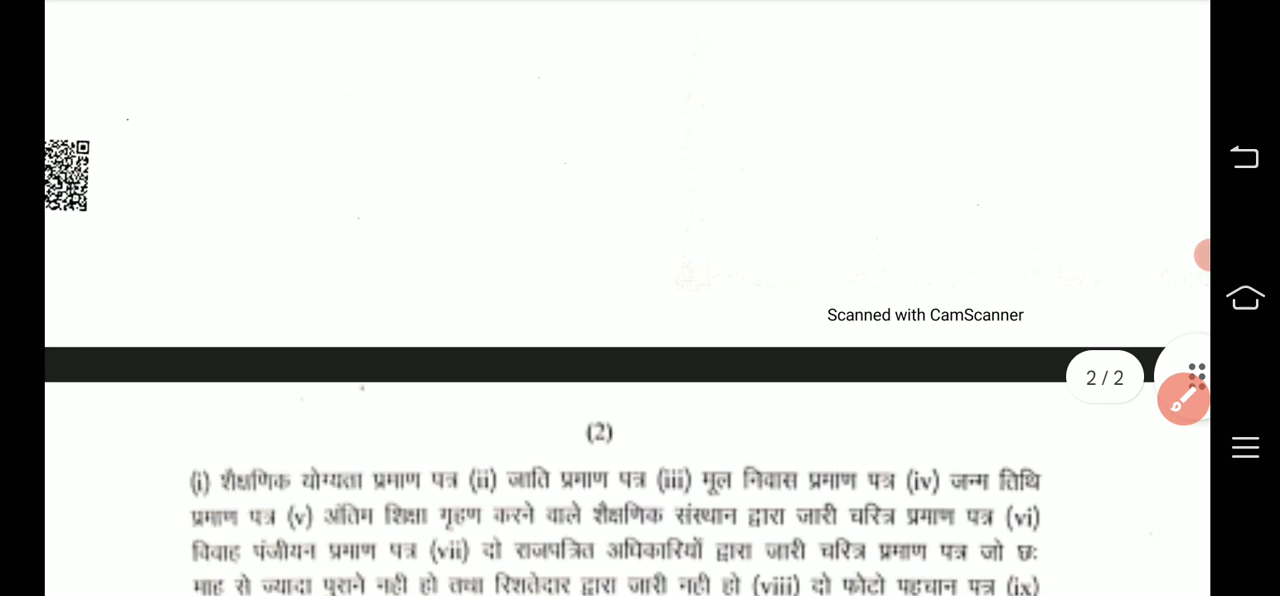 Scanned with CamScanner
2 / 2
(2)
(i) शैक्षणिक योग्यता प्रमाण पत्र (ii) जाति प्रमाण पत्र (iii) मूल निवास प्रमाण पत्र (iv) जन्म तिथि
प्रमाण पत्र (v) अंतिम शिक्षा गृहण करने वाले शैक्षणिक संस्थान द्वारा जारी चरित्र प्रमाण पत्र (vi)
विवाह पंजीयन प्रमाण पत्र (vii) दो राजपत्रित अधिकारियों द्वारा जारी चरित्र प्रमाण पत्र जो छः
माह से ज्यादा पुराने नही हो तथा रिशतेदार द्वारा जारी नही हो (viii) दो फोटो पहचान पत्र (ix)